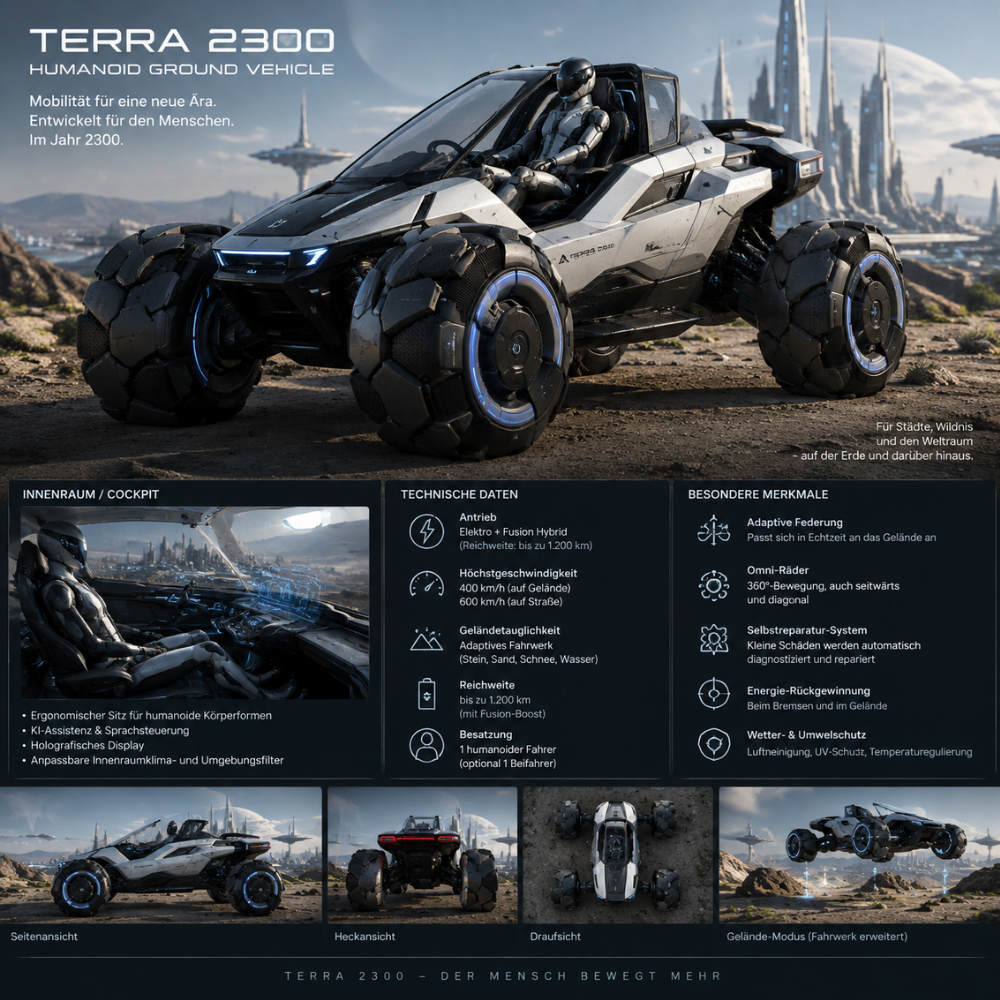 TERRA 2300
HUMANOID GROUND VEHICLE
Mobilität für eine neue Ära.
Entwickelt für den Menschen.
Im Jahr 2300.
Für Städte, Wildnis
und den Weltraum
- auf der Erde und darüber hinaus.
INNENRAUM / COCKPIT
• Ergonomischer Sitz für humanoide Körperformen
• KI-Assistenz & Sprachsteuerung
• Holografisches Display
• Anpassbare Innenraumklima- und Umgebungsfilter
TECHNISCHE DATEN
Antrieb
Elektro + Fusion Hybrid
(Reichweite: bis zu 1.200 km)
Höchstgeschwindigkeit
400 km/h (auf Gelände)
600 km/h (auf Straße)
Geländetauglichkeit
Adaptives Fahrwerk
(Stein, Sand, Schnee, Wasser)
Reichweite
bis zu 1.200 km
(mit Fusion-Boost)
Besatzung
1 humanoider Fahrer
(optional 1 Beifahrer)
BESONDERE MERKMALE
Adaptive Federung
Passt sich in Echtzeit an das Gelände an
Omni-Räder
360°-Bewegung, auch seitwärts
und diagonal
Selbstreparatur-System
Kleine Schäden werden automatisch
diagnostiziert und repariert
Energie-Rückgewinnung
Beim Bremsen und im Gelände
Wetter- & Umwelschutz
Luftneinigung, UV-Schutz, Temperaturegulierung
Seitenansicht
Heckansicht
Draufsicht
Gelände-Modus (Fahrwerk erweitert)
TERRA 2300 – DER MENSCH BEWEGT MEHR